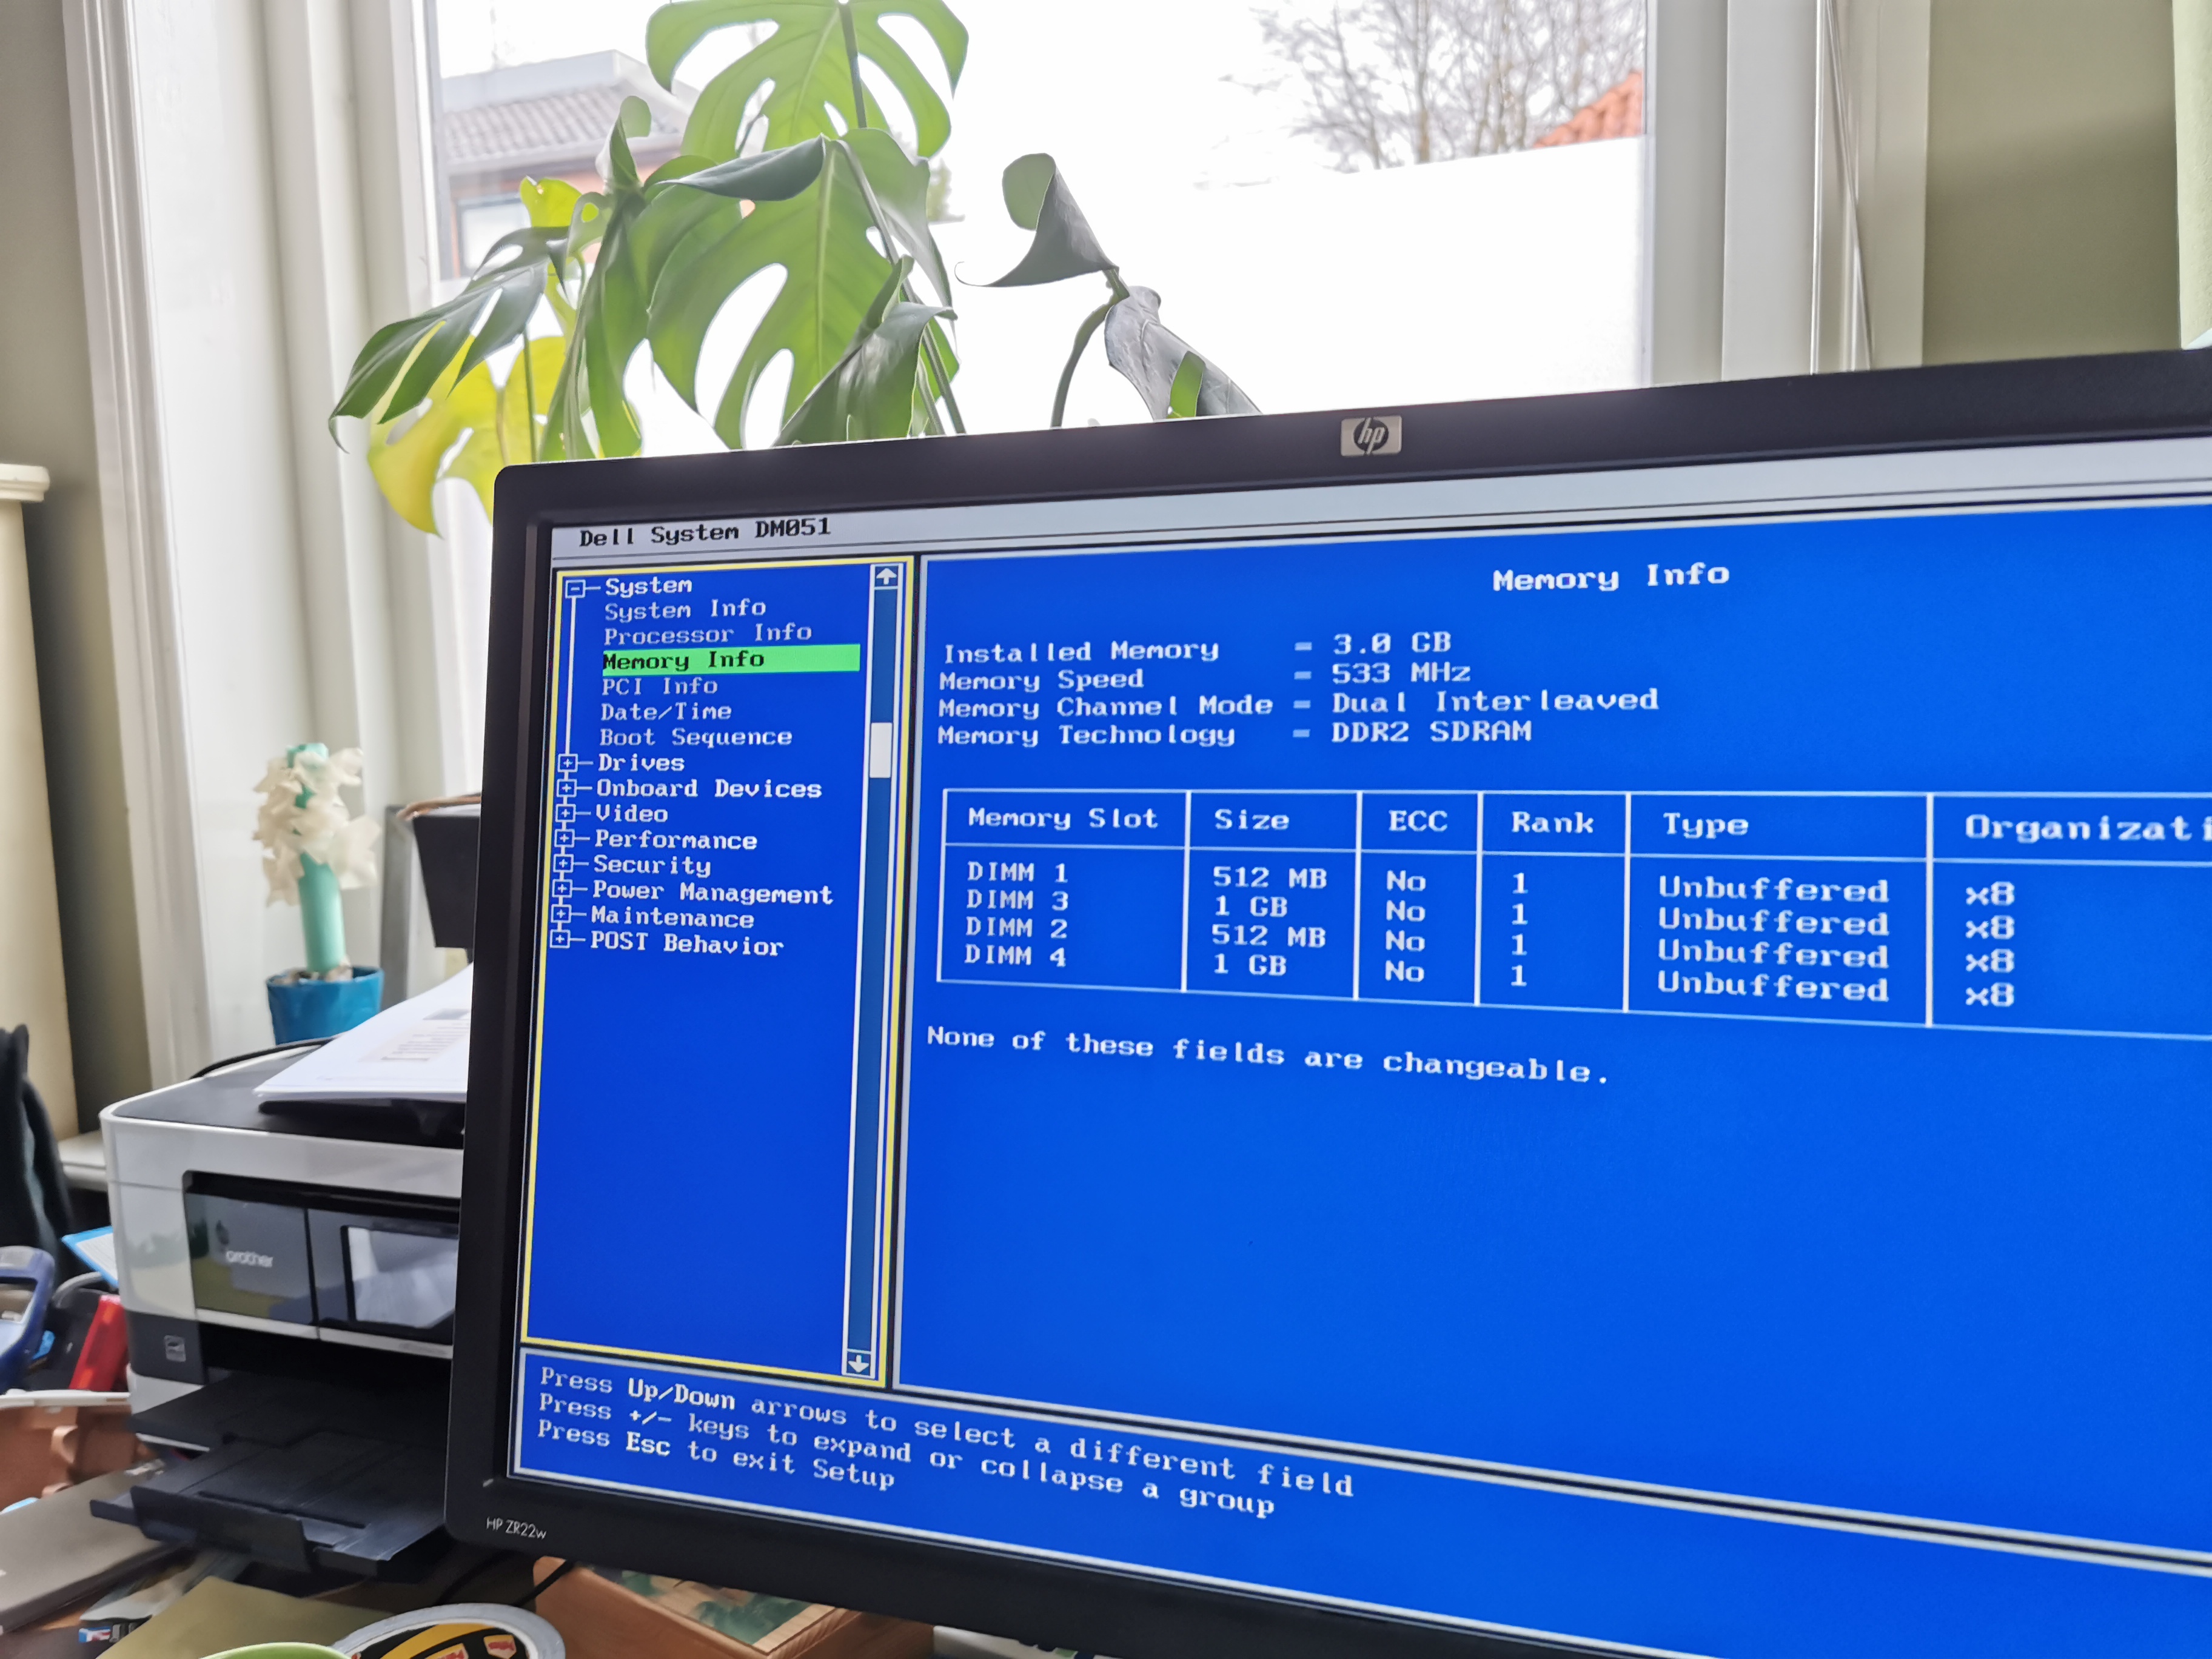 hp
Dell System DM051
System
System Info
Processor Info
Memory Info
PCI Info
Date/Time
Boot Sequence
Drives
Onboard Devices
Video
Performance
Security
Power Management
Maintenance
POST Behavior
Memory Info
Installed Memory = 3.0 GB
Memory Speed = 533 MHz
Memory Channel Mode = Dual Interleaved
Memory Technology = DDR2 SDRAM
Memory Slot Size ECC Rank Type Organizati
DIMM 1 512 MB No 1 Unbuffered x8
DIMM 3 1 GB No 1 Unbuffered x8
DIMM 2 512 MB No 1 Unbuffered x8
DIMM 4 1 GB No 1 Unbuffered x8
None of these fields are changeable.
Press Up/Down arrows to select a different field
Press +/- keys to expand or collapse a group
Press Esc to exit Setup
HP ZR22w
brother